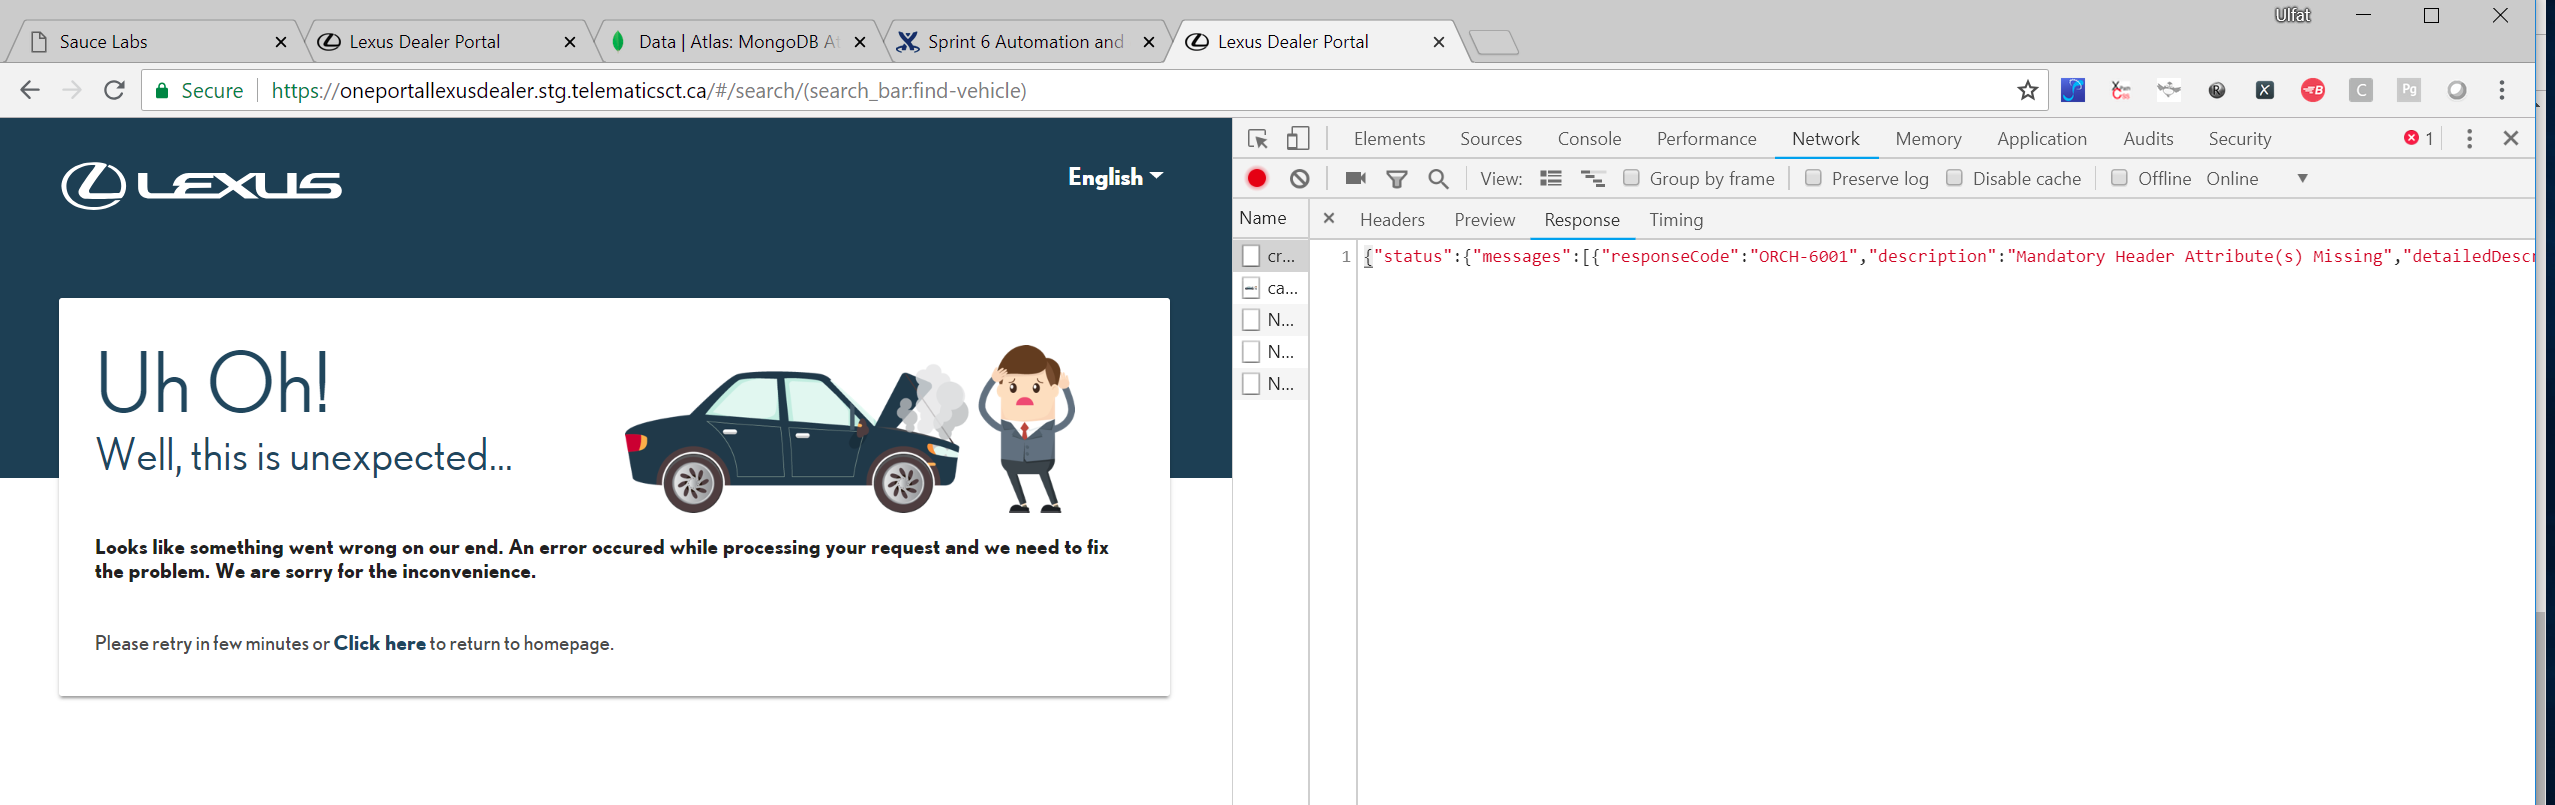 Ulfat
Sauce Labs
Lexus Dealer Portal
Data | Atlas: MongoDB At
Sprint 6 Automation and
Lexus Dealer Portal
Secure
https://oneportallexusdealer.stg.telematicsct.ca/#/search/(search_bar:find-vehicle)
LEXUS
English
Uh Oh!
Well, this is unexpected...
Looks like something went wrong on our end. An error occured while processing your request and we need to fix
the problem. We are sorry for the inconvenience.
Please retry in few minutes or Click here to return to homepage.
Elements Sources Console Performance Network Memory Application Audits Security 1
View: Group by frame Preserve log Disable cache Offline Online
Name
Headers Preview Response Timing
cr...
ca...
N...
N...
N...
1 {"status":{"messages":[{"responseCode":"ORCH-6001","description":"Mandatory Header Attribute(s) Missing","detailedDescr